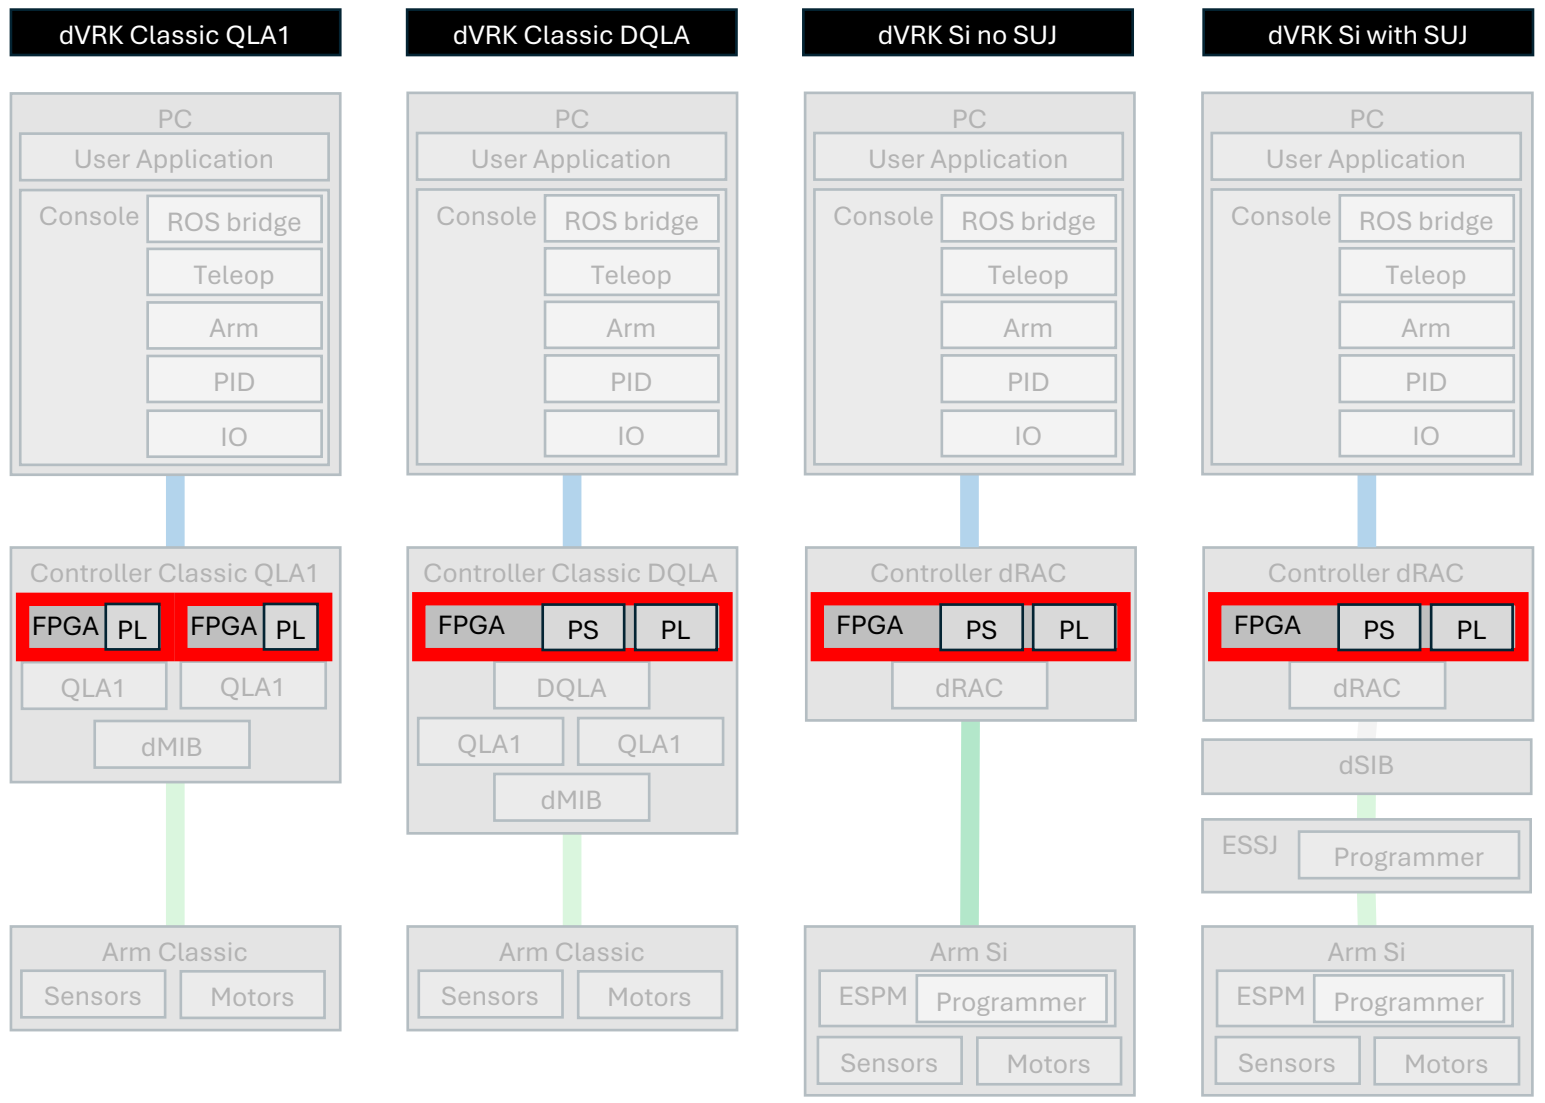 dVRK Classic QLA1
PC
User Application
Console
ROS bridge
Teleop
Arm
PID
IO
Controller Classic QLA1
FPGA PL FPGA PL
QLA1 QLA1
dMIB
Arm Classic
Sensors Motors
dVRK Classic DQLA
PC
User Application
Console
ROS bridge
Teleop
Arm
PID
IO
Controller Classic DQLA
FPGA PS PL
DQLA
QLA1 QLA1
dMIB
Arm Classic
Sensors Motors
dVRK Si no SUJ
PC
User Application
Console
ROS bridge
Teleop
Arm
PID
IO
Controller dRAC
FPGA PS PL
dRAC
Arm Si
ESPM Programmer
Sensors Motors
dVRK Si with SUJ
PC
User Application
Console
ROS bridge
Teleop
Arm
PID
IO
Controller dRAC
FPGA PS PL
dRAC
dSIB
ESSJ Programmer
Arm Si
ESPM Programmer
Sensors Motors